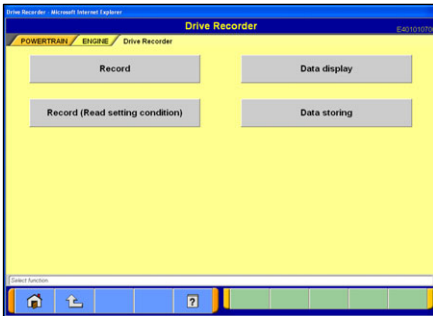 Drive Recorder - Microsoft Internet Explorer
Drive Recorder
E401010700
POWERTRAIN ENGINE Drive Recorder
Record Data display
Record (Read setting condition) Data storing
Select function
?